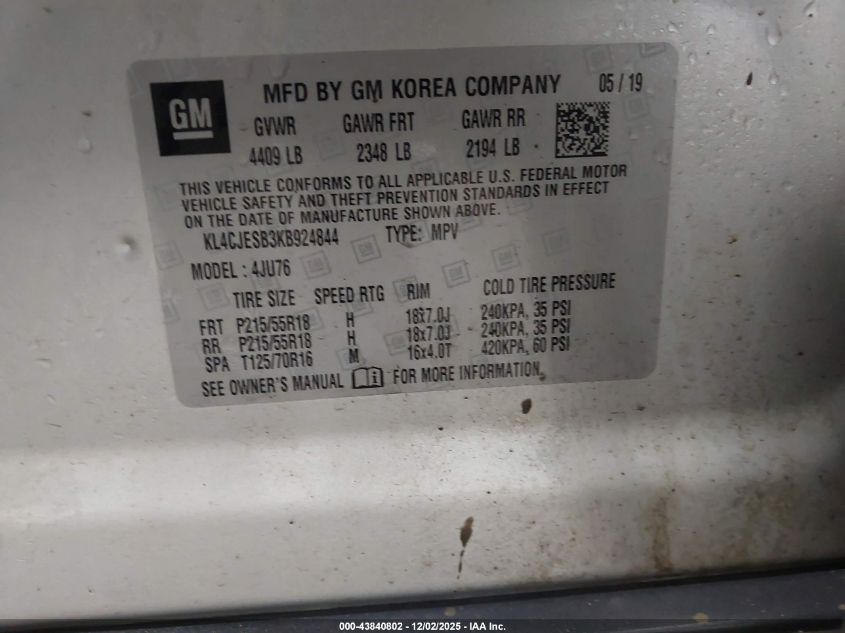 GM
MFD BY GM KOREA COMPANY 05 / 19
GVWR GAWR FRT GAWR RR
4409 LB 2348 LB 2194 LB
THIS VEHICLE CONFORMS TO ALL APPLICABLE U.S. FEDERAL MOTOR
VEHICLE SAFETY AND THEFT PREVENTION STANDARDS IN EFFECT
ON THE DATE OF MANUFACTURE SHOWN ABOVE.
KL4CJESB3KB924844 TYPE: MPV
MODEL : 4JU76
TIRE SIZE SPEED RTG RIM COLD TIRE PRESSURE
FRT P215/55R18 H 18x7.0J 240KPA, 35 PSI
RR P215/55R18 H 18x7.0J 240KPA, 35 PSI
SPA T125/70R16 M 16x4.0T 420KPA, 60 PSI
SEE OWNER'S MANUAL FOR MORE INFORMATION.
000-43840802 - 12/02/2025 - IAA Inc.